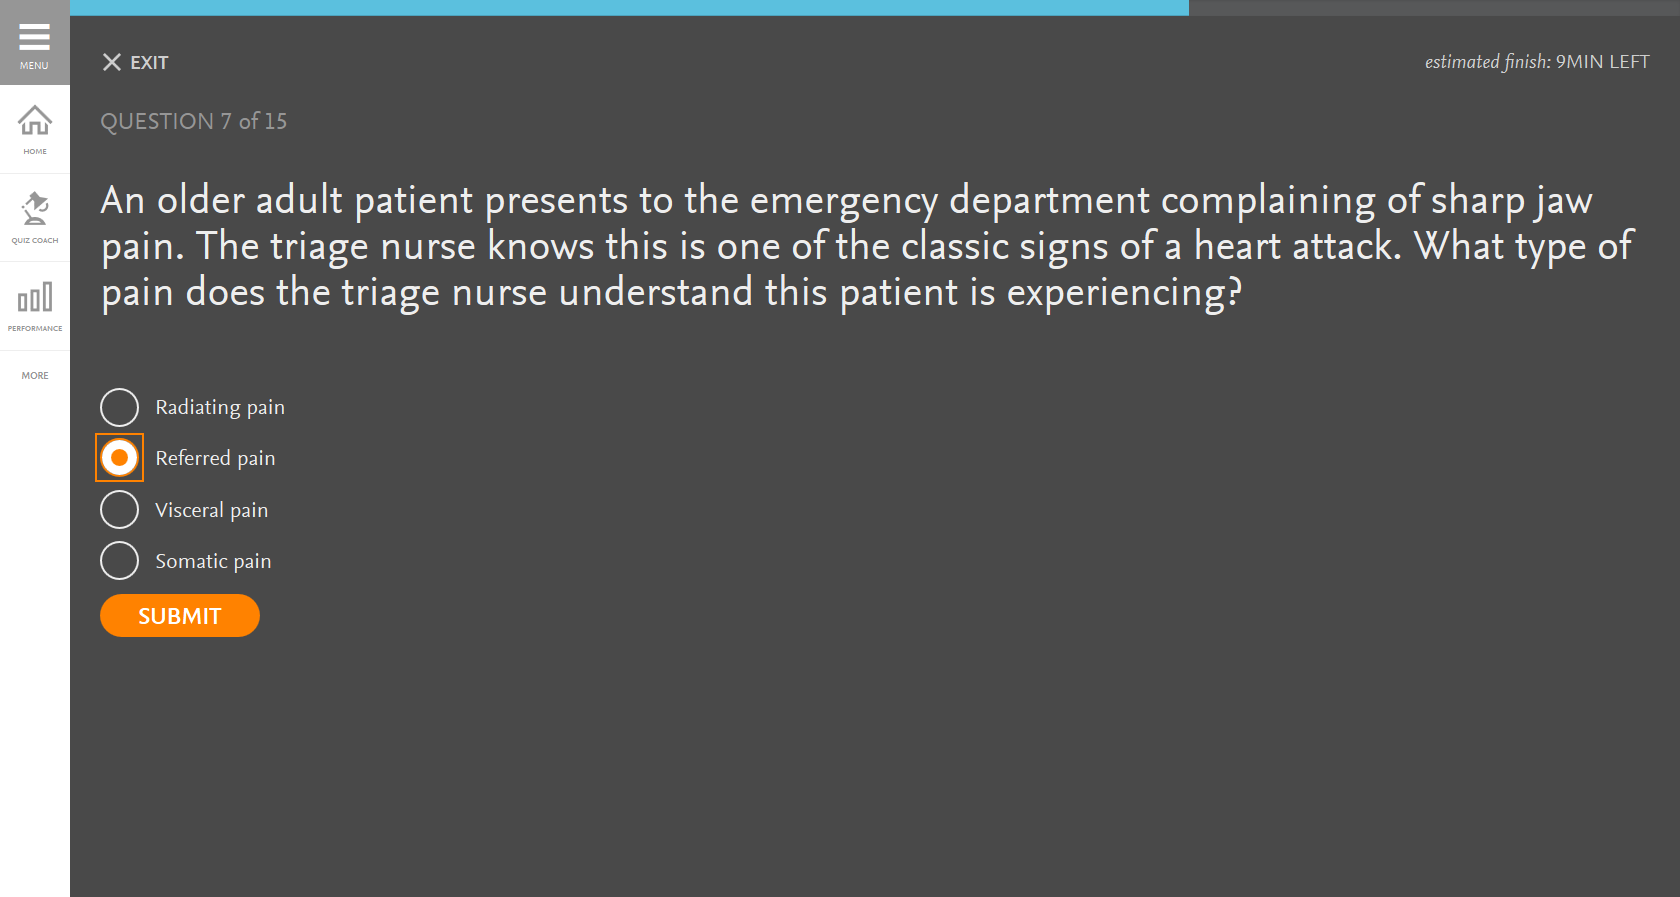 MENU
HOME
QUIZ COACH
PERFORMANCE
MORE
EXIT
estimated finish: 9MIN LEFT
QUESTION 7 of 15
An older adult patient presents to the emergency department complaining of sharp jaw
pain. The triage nurse knows this is one of the classic signs of a heart attack. What type of
pain does the triage nurse understand this patient is experiencing?
Radiating pain
Referred pain
Visceral pain
Somatic pain
SUBMIT